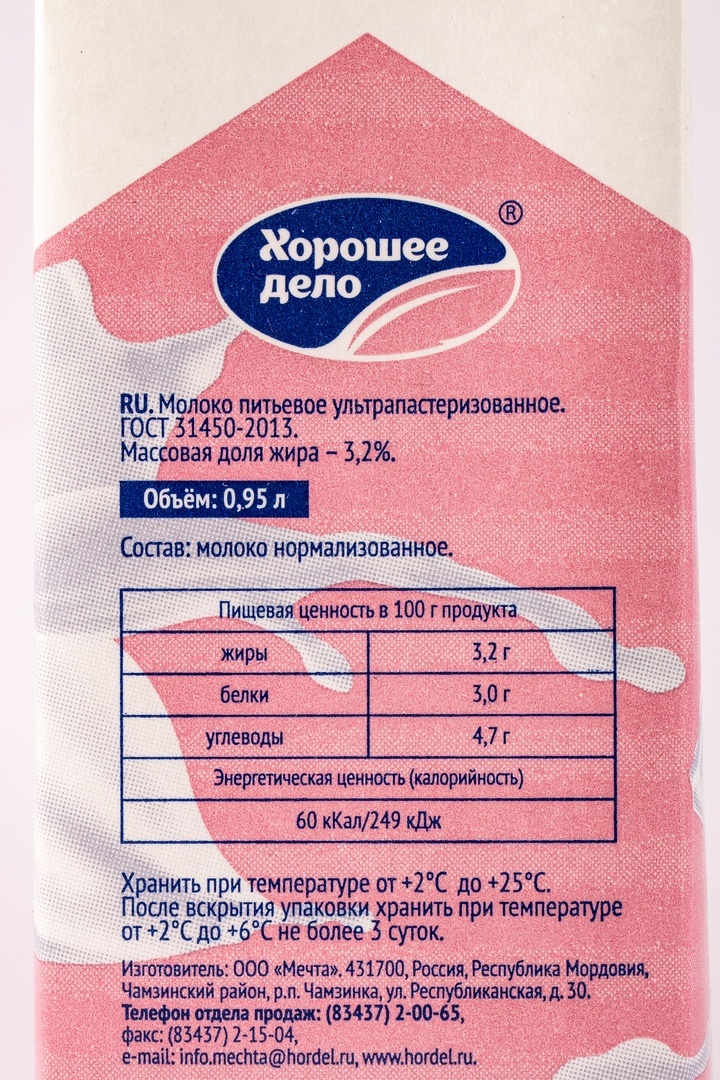 Хорошее ®
дело
RU. Молоко питьевое ультрапастеризованное.
ГОСТ 31450-2013.
Массовая доля жира – 3,2%.
Объём: 0,95 л
Состав: молоко нормализованное.
Пищевая ценность в 100 г продукта
жиры 3,2 г
белки 3,0 г
углеводы 4,7 г
Энергетическая ценность (калорийность)
60 кКал/249 кДж
Хранить при температуре от +2°С до +25°С.
После вскрытия упаковки хранить при температуре
от +2°С до +6°С не более 3 суток.
Изготовитель: ООО «Мечта». 431700, Россия, Республика Мордовия,
Чамзинский район, р.п. Чамзинка, ул. Республиканская, д. 30.
Телефон отдела продаж: (83437) 2-00-65,
факс: (83437) 2-15-04,
e-mail: info.mechta@hordel.ru, www.hordel.ru.